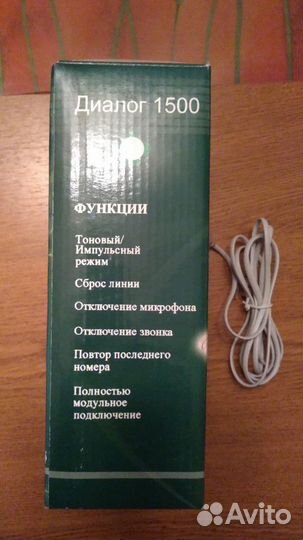 Диалог 1500
ФУНКЦИИ
Тоновый/
Импульсный
режим
Сброс линии
Отключение микрофона
Отключение звонка
Повтор последнего
номера
Полностью
модульное
подключение
Avito